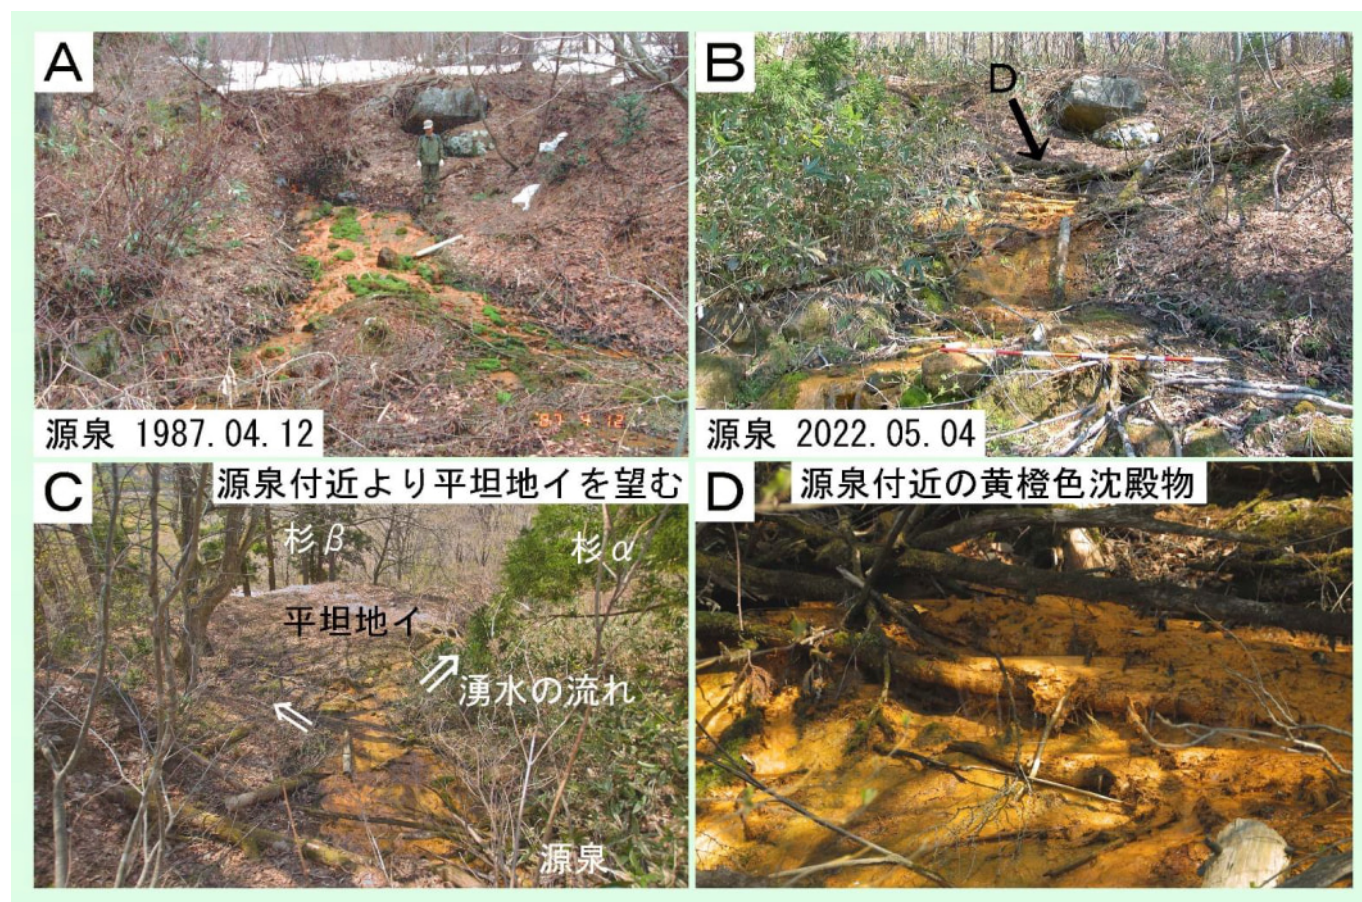 A
源泉 1987.04.12
'87 4 12
B
D
源泉 2022.05.04
C
源泉付近より平坦地イを望む
杉β
杉α
平坦地イ
湧水の流れ
源泉
D
源泉付近の黄橙色沈殿物